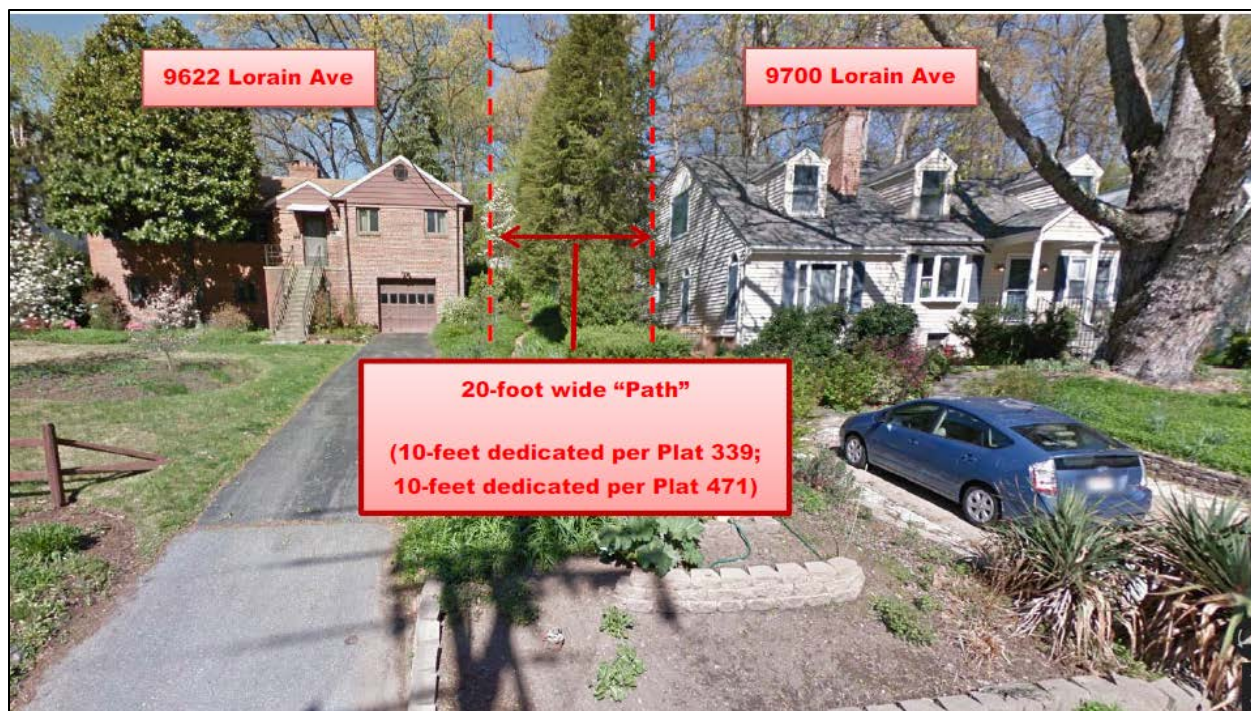 9622 Lorain Ave
9700 Lorain Ave
20-foot wide “Path”
(10-feet dedicated per Plat 339;
10-feet dedicated per Plat 471)